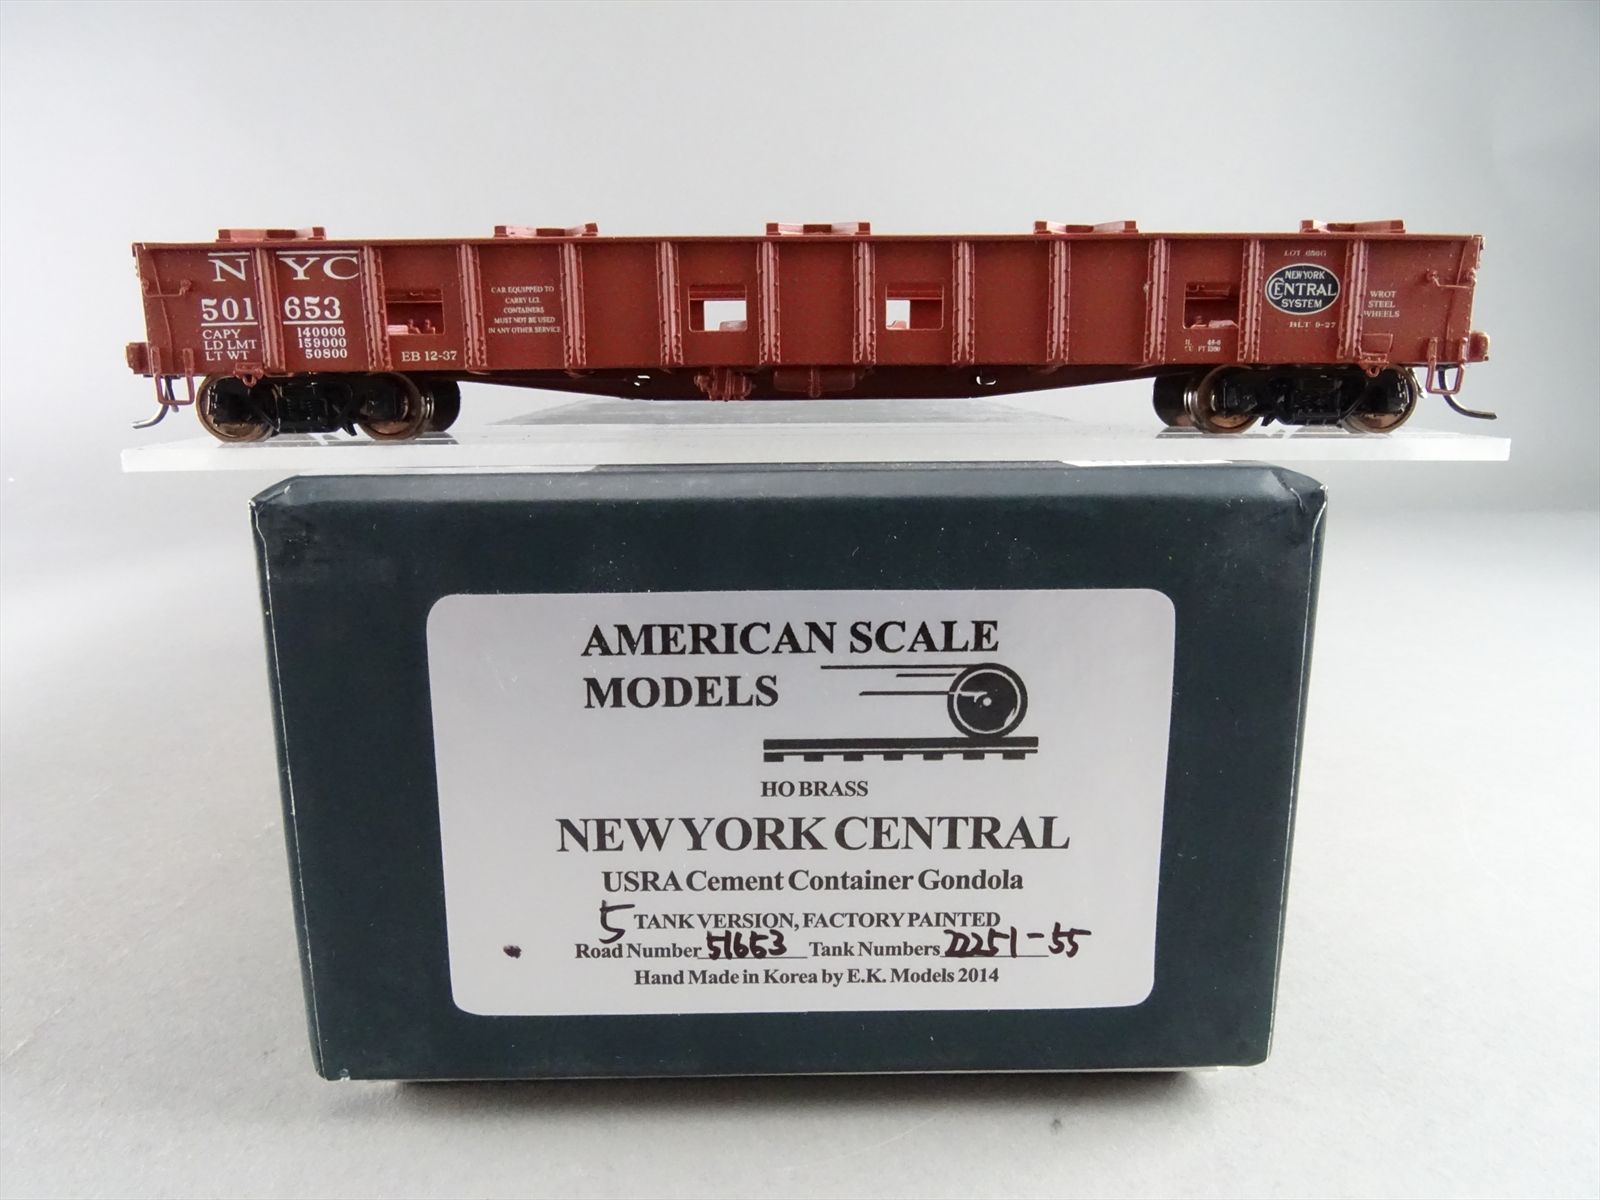 N YC
501 653
CAPY 140000
LD LMT 159000
LT WT 50800
EB 12-37
CAR EQUIPPED TO
CARRY LCL
CONTAINERS
MUST NOT BE USED
IN ANY OTHER SERVICE
NEW YORK
CENTRAL
SYSTEM
BLT 9-27
WROT
STEEL
WHEELS
AMERICAN SCALE
MODELS
HO BRASS
NEW YORK CENTRAL
USRA Cement Container Gondola
5 TANK VERSION, FACTORY PAINTED
Road Number 51653 Tank Numbers 22251-55
Hand Made in Korea by E.K. Models 2014